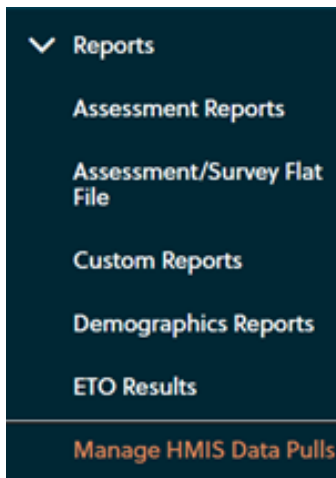 Reports
Assessment Reports
Assessment/Survey Flat
File
Custom Reports
Demographics Reports
ETO Results
Manage HMIS Data Pulls